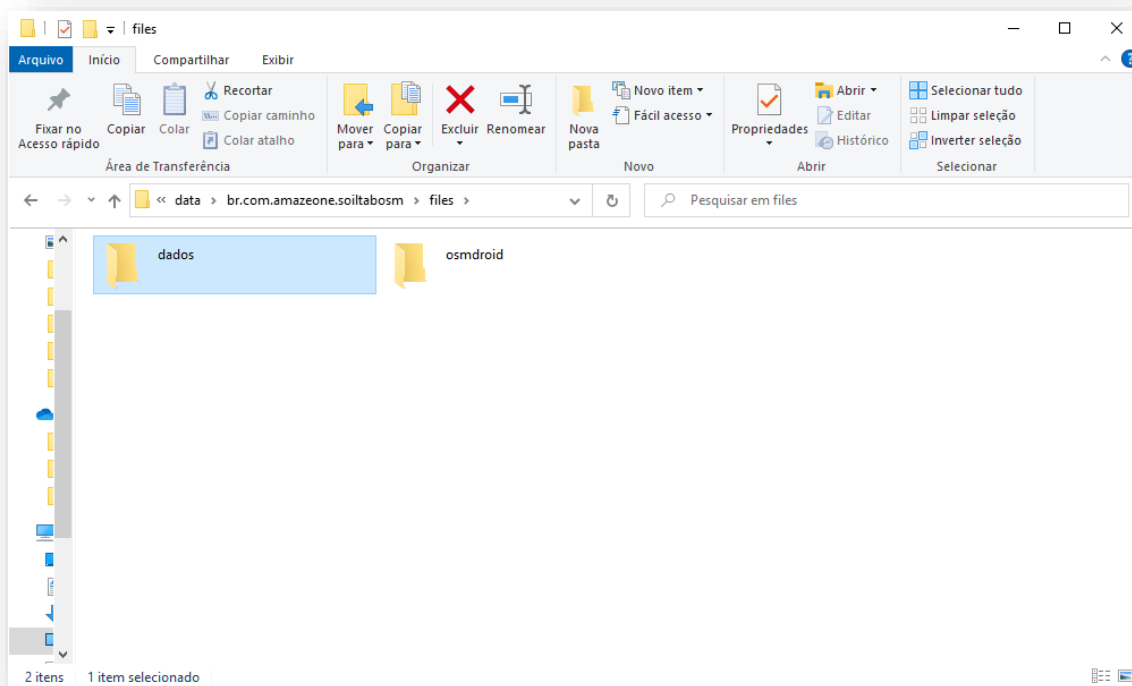 files
Arquivo Início Compartilhar Exibir
Fixar no
Acesso rápido
Copiar
Colar
Recortar
Copiar caminho
Colar atalho
Área de Transferência
Mover
para
Copiar
para
Excluir
Renomear
Organizar
Nova
pasta
Novo item
Fácil acesso
Novo
Propriedades
Abrir
Editar
Histórico
Abrir
Selecionar tudo
Limpar seleção
Inverter seleção
Selecionar
« data › br.com.amazeone.soiltabosm › files ›
Pesquisar em files
dados
osmdroid
2 itens 1 item selecionado